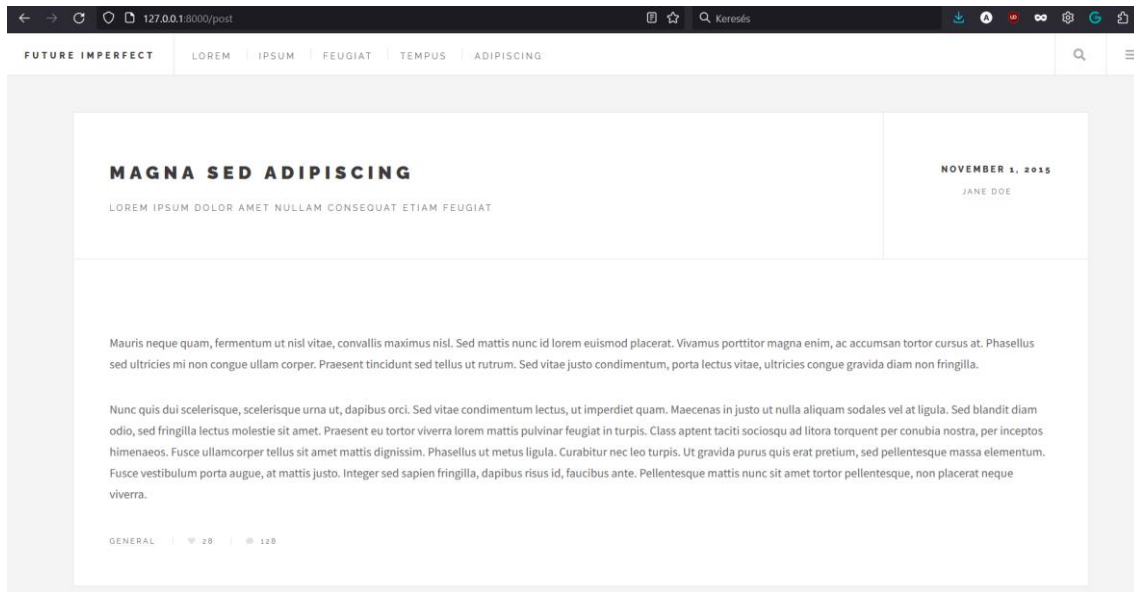 127.0.0.1:8000/post
Keresés
FUTURE IMPERFECT
LOREM
IPSUM
FEUGIAT
TEMPUS
ADIPISCING
MAGNA SED ADIPISCING
LOREM IPSUM DOLOR AMET NULLAM CONSEQUAT ETIAM FEUGIAT
NOVEMBER 1, 2015
JANE DOE
Mauris neque quam, fermentum ut nisl vitae, convallis maximus nisl. Sed mattis nunc id lorem euismod placerat. Vivamus porttitor magna enim, ac accumsan tortor cursus at. Phasellus
sed ultricies mi non congue ullam corper. Praesent tincidunt sed tellus ut rutrum. Sed vitae justo condimentum, porta lectus vitae, ultricies congue gravida diam non fringilla.
Nunc quis dui scelerisque, scelerisque urna ut, dapibus orci. Sed vitae condimentum lectus, ut imperdiet quam. Maecenas in justo ut nulla aliquam sodales vel at ligula. Sed blandit diam
odio, sed fringilla lectus molestie sit amet. Praesent eu tortor viverra lorem mattis pulvinar feugiat in turpis. Class aptent taciti sociosqu ad litora torquent per conubia nostra, per inceptos
himenaeos. Fusce ullamcorper tellus sit amet mattis dignissim. Phasellus ut metus ligula. Curabitur nec leo turpis. Ut gravida purus quis erat pretium, sed pellentesque massa elementum.
Fusce vestibulum porta augue, at mattis justo. Integer sed sapien fringilla, dapibus risus id, faucibus ante. Pellentesque mattis nunc sit amet tortor pellentesque, non placerat neque
viverra.
GENERAL
28
128